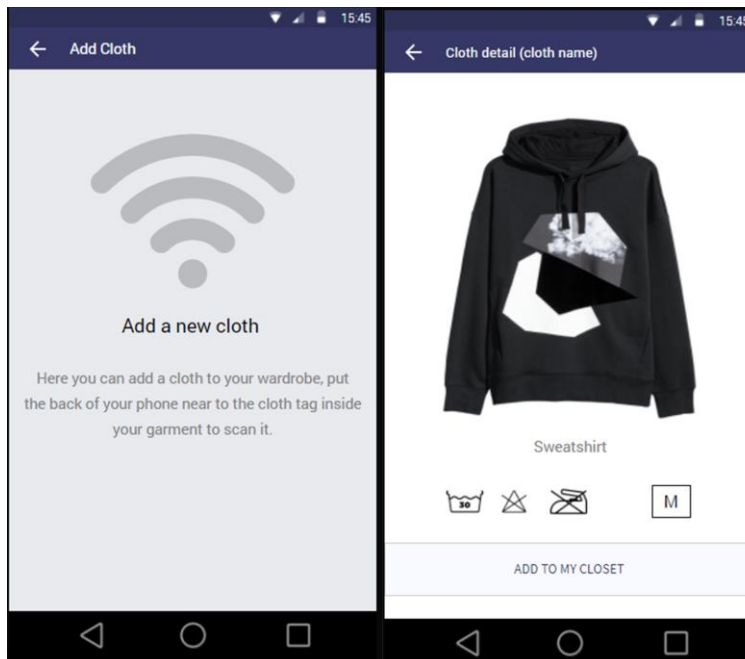 15:45
Add Cloth
Add a new cloth
Here you can add a cloth to your wardrobe, put
the back of your phone near to the cloth tag inside
your garment to scan it.
15:45
Cloth detail (cloth name)
Sweatshirt
30
M
ADD TO MY CLOSET